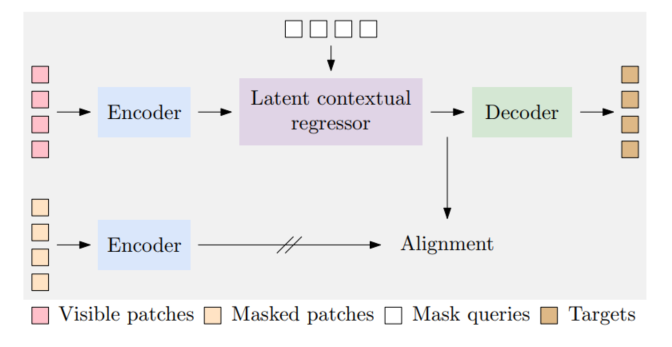 Encoder
Latent contextual
regressor
Decoder
Encoder
Alignment
Visible patches
Masked patches
Mask queries
Targets